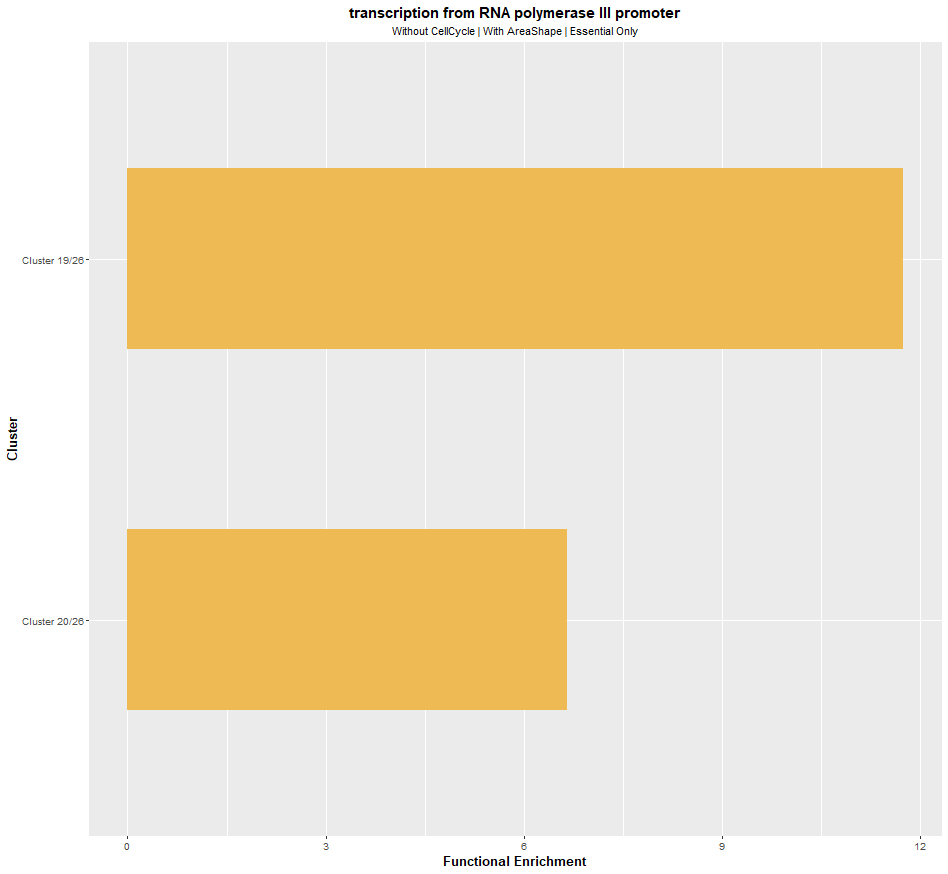 transcription from RNA polymerase III promoter
Without CellCycle | With AreaShape | Essential Only
Cluster 19/26
Cluster
Cluster 20/26
0 3 6 9 12
Functional Enrichment